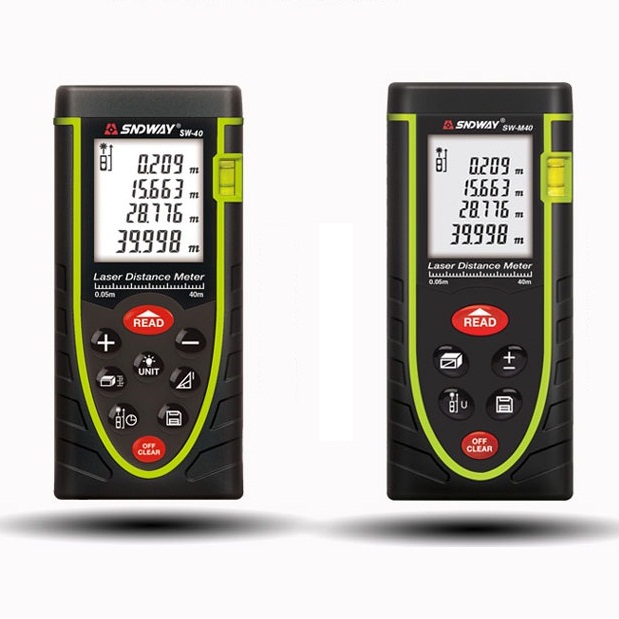 SNDWAY®
SW-40
0.209 m
15.663 m
28.776 m
39.998 m
Laser Distance Meter
0.05m 40m
READ
+ −
UNIT
OFF
CLEAR
SNDWAY®
SW-M40
0.209 m
15.663 m
28.776 m
39.998 m
Laser Distance Meter
0.05m 40m
READ
+
−
U
OFF
CLEAR